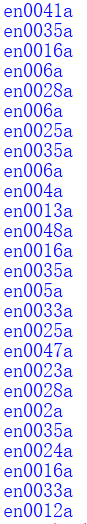 en0041a
en0035a
en0016a
en006a
en0028a
en006a
en0025a
en0035a
en006a
en004a
en0013a
en0048a
en0016a
en0035a
en005a
en0033a
en0025a
en0047a
en0023a
en0028a
en002a
en0035a
en0024a
en0016a
en0033a
en0012a